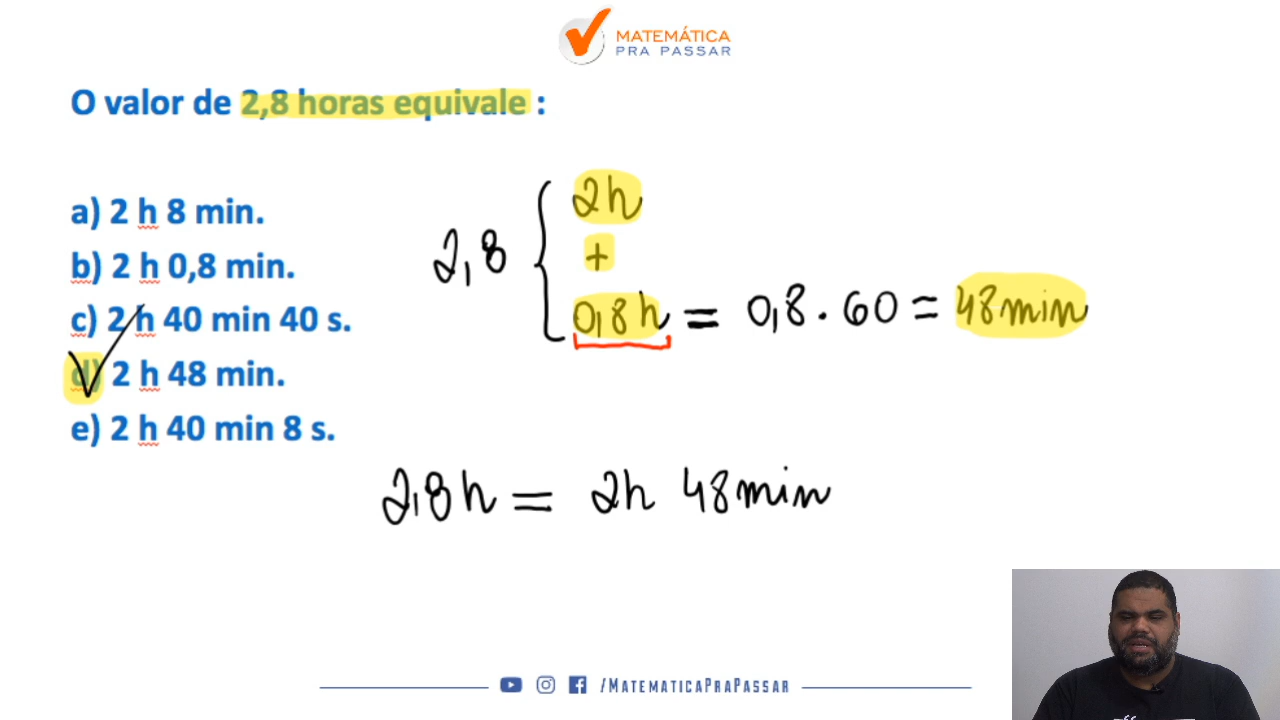 MATEMÁTICA
PRA PASSAR
O valor de 2,8 horas equivale :
a) 2 h 8 min.
b) 2 h 0,8 min.
c) 2 h 40 min 40 s.
d) 2 h 48 min.
e) 2 h 40 min 8 s.
2h
+
2,8
0,8h = 0,8 . 60 = 48min
2,8h = 2h 48min
/MATEMATICAPRAPASSAR